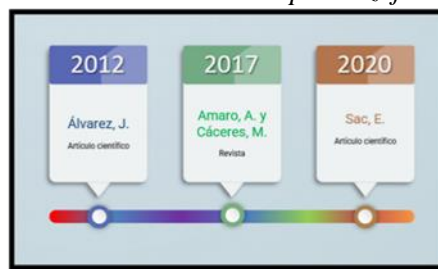 2012
Álvarez, J.
Artículo científico
2017
Amaro, A. y
Cáceres, M.
Revista
2020
Sac, E.
Artículo científico